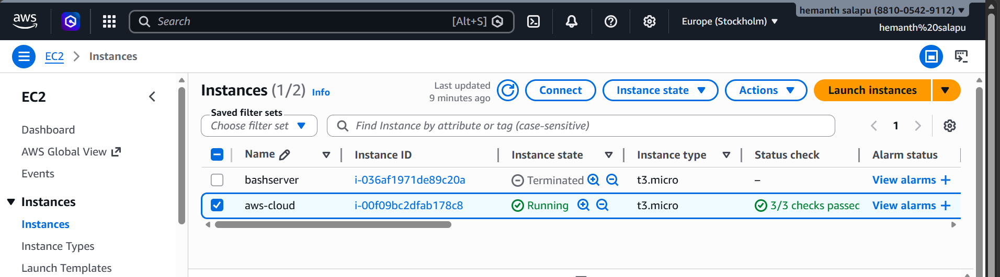 aws
Search [Alt+S]
Europe (Stockholm)
hemanth salapu (8810-0542-9112)
hemanth%20salapu
EC2 Instances
EC2
Dashboard
AWS Global View
Events
Instances
Instances
Instance Types
Launch Templates
Instances (1/2) Info
Last updated
9 minutes ago
Connect
Instance state
Actions
Launch instances
Saved filter sets
Choose filter set
Find Instance by attribute or tag (case-sensitive)
1
Name Instance ID Instance state Instance type Status check Alarm status
bashserver i-036af1971de89c20a Terminated t3.micro – View alarms +
aws-cloud i-00f09bc2dfab178c8 Running t3.micro 3/3 checks passed View alarms +